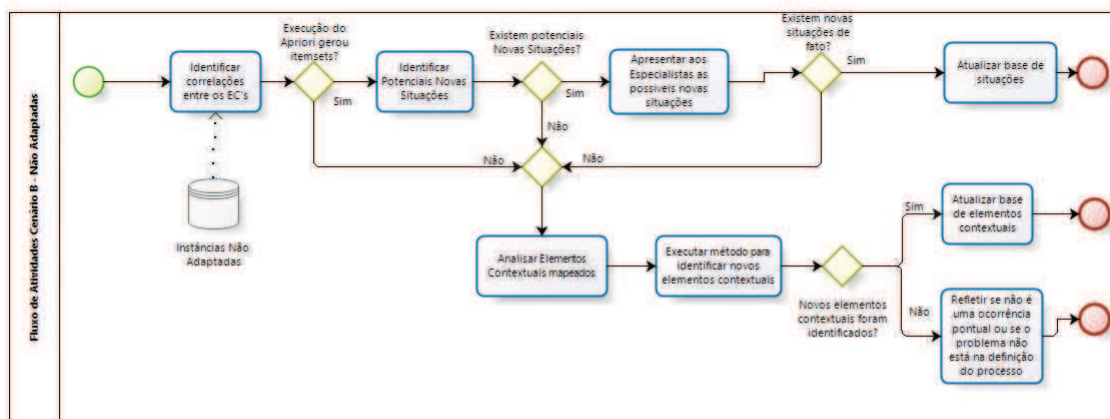 Fluxo de Atividades Cenário B - Não Adaptadas
Identificar
correlações
entre os EC's
Instâncias Não
Adaptadas
Execução do
Apriori gerou
itemsets?
Sim
Não
Identificar
Potenciais Novas
Situações
Existem potenciais
Novas Situações?
Sim
Não
Apresentar aos
Especialistas as
possíveis novas
situações
Existem novas
situações de
fato?
Sim
Não
Atualizar base de
situações
Analisar Elementos
Contextuais mapeados
Executar método para
identificar novos
elementos contextuais
Novos elementos
contextuais foram
identificados?
Sim
Atualizar base
de elementos
contextuais
Não
Refletir se não é
uma ocorrência
pontual ou se o
problema não
está na definição
do processo